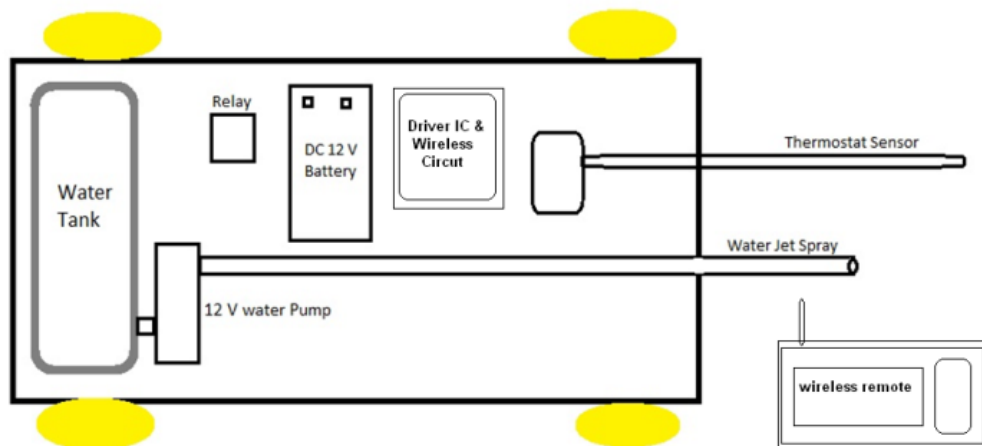 Relay
Driver IC &
Wireless
Circut
DC 12 V
Battery
Thermostat Sensor
Water
Tank
Water Jet Spray
12 V water Pump
wireless remote